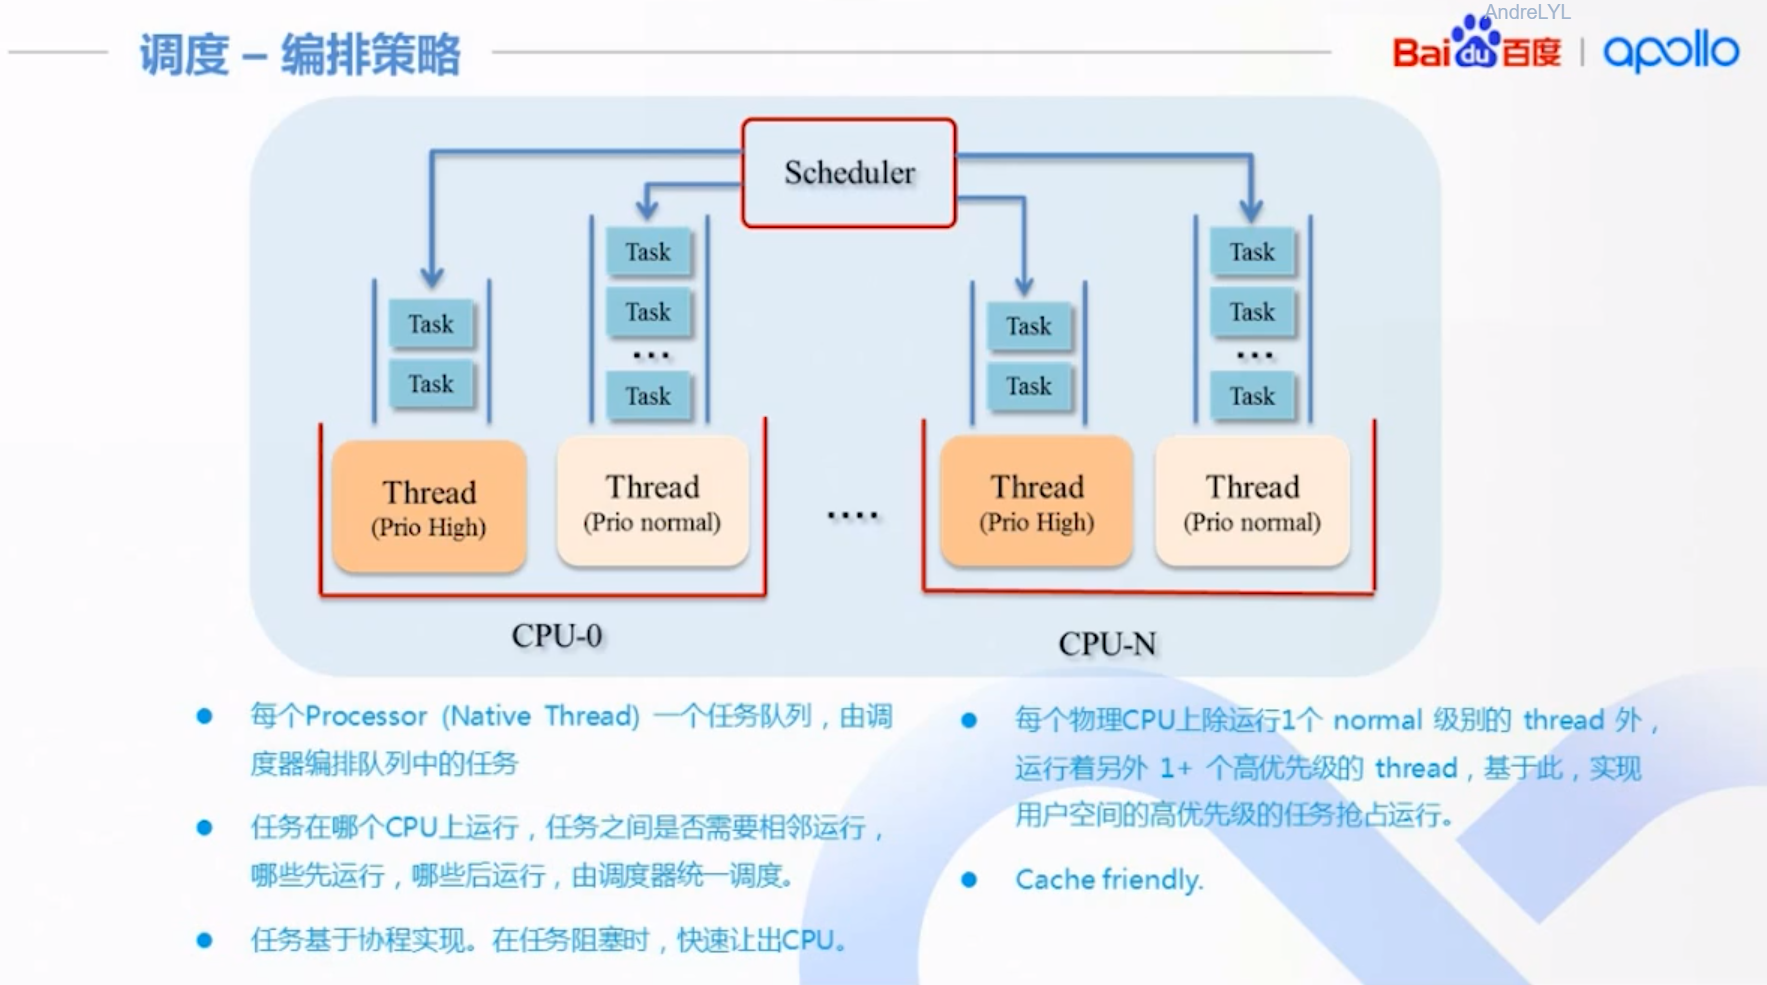 AndreLYL
调度 – 编排策略
Bai du 百度 | apollo
Scheduler
Task
Task
Task
Task
...
Task
Task
Task
Task
Task
...
Task
Thread
(Prio High)
Thread
(Prio normal)
....
Thread
(Prio High)
Thread
(Prio normal)
CPU-0
CPU-N
● 每个Processor (Native Thread) 一个任务队列，由调
度器编排队列中的任务
● 任务在哪个CPU上运行，任务之间是否需要相邻运行，
哪些先运行，哪些后运行，由调度器统一调度。
● 任务基于协程实现。在任务阻塞时，快速让出CPU。
● 每个物理CPU上除运行1个 normal 级别的 thread 外，
运行着另外 1+ 个高优先级的 thread，基于此，实现
用户空间的高优先级的任务抢占运行。
● Cache friendly.